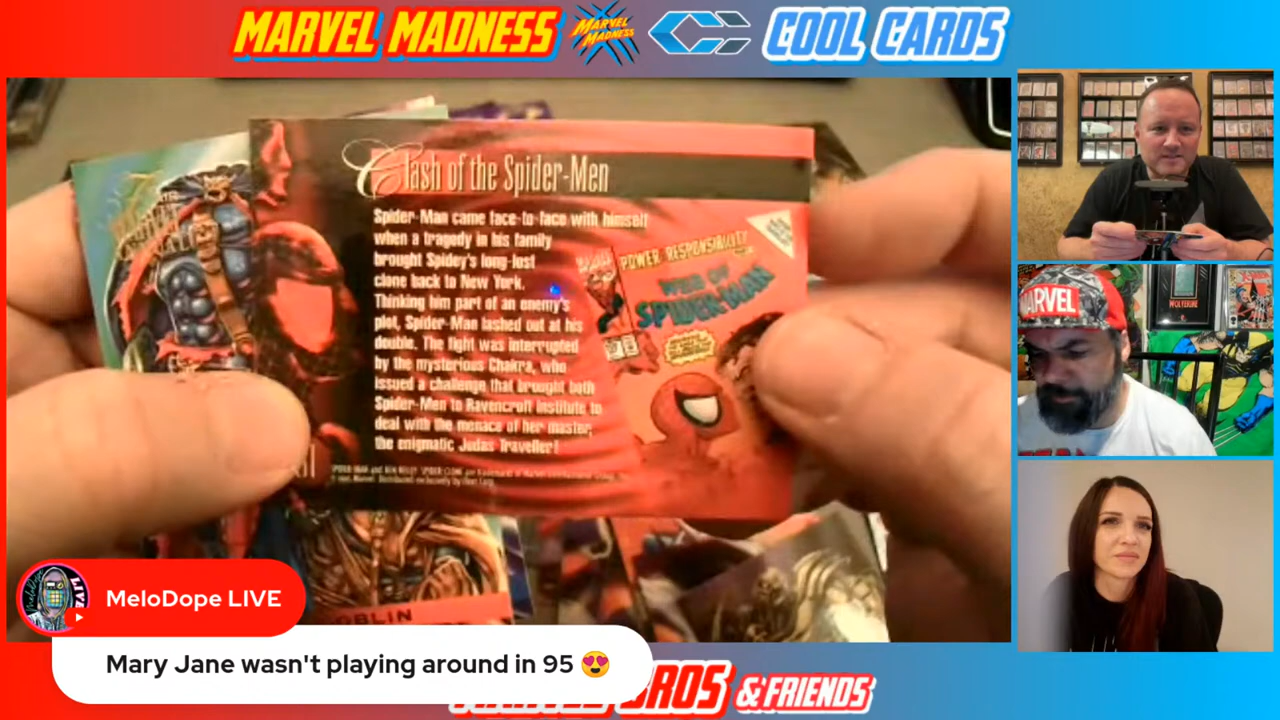 MARVEL MADNESS
MARVEL MADNESS
COOL CARDS
Clash of the Spider-Men
Spider-Man came face-to-face with himself
when a tragedy in his family
brought Spidey's long-lost
clone back to New York.
Thinking him part of an enemy's
plot, Spider-Man lashed out at his
double. The fight was interrupted
by the mysterious Chakra, who
issued a challenge that brought both
Spider-Men to Ravencroft Institute to
deal with the menace of her master,
the enigmatic Judas Traveller!
POWER RESPONSIBILITY
WEB OF
SPIDER-MAN
MARVEL
WOLVERINE
MeloDope LIVE
LIVE
Mary Jane wasn't playing around in 95 😍
BROS & FRIENDS